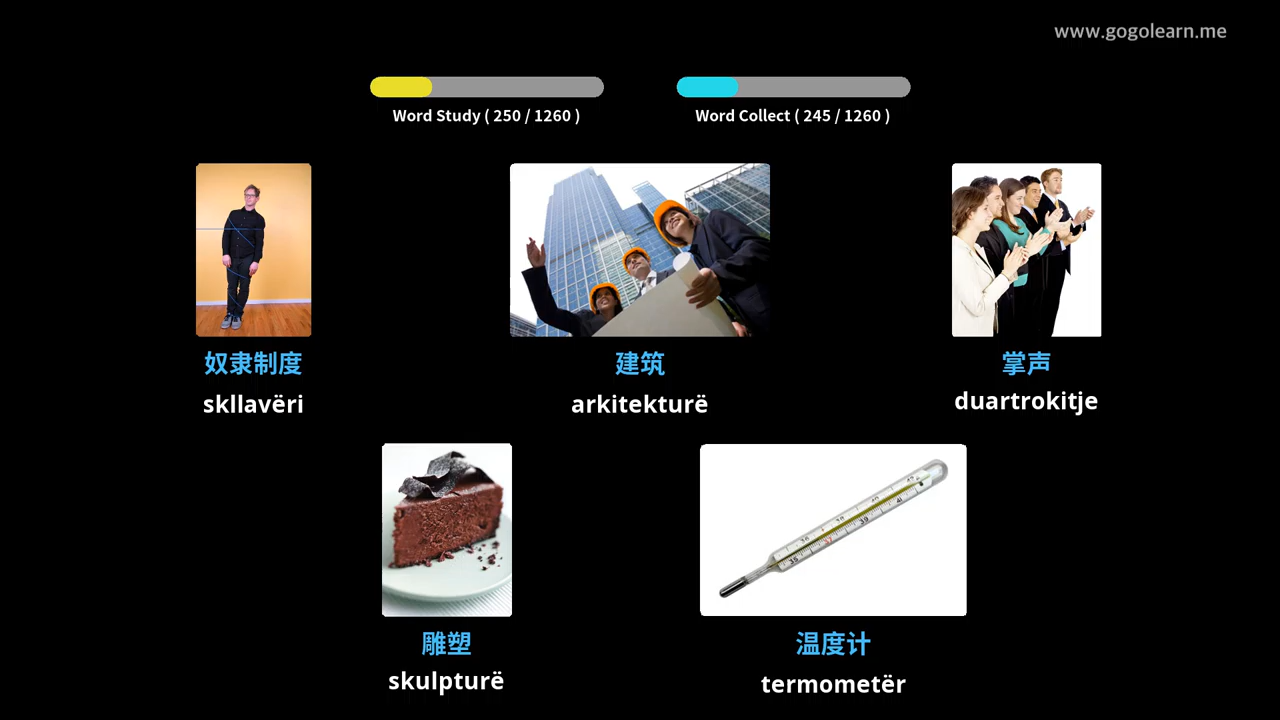 www.gogolearn.me
Word Study ( 250 / 1260 )
Word Collect ( 245 / 1260 )
奴隶制度
建筑
掌声
skllavëri
arkitekturë
duartrokitje
雕塑
温度计
skulpturë
termometër